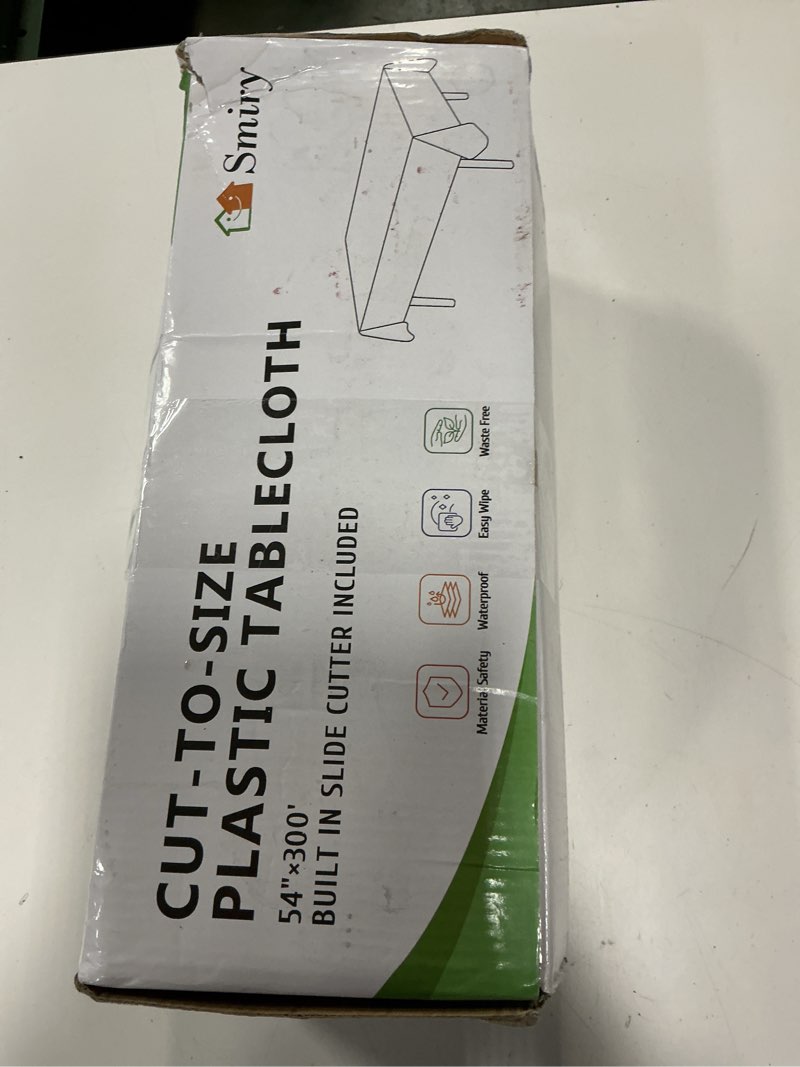 Smiry
CUT-TO-SIZE
PLASTIC TABLECLOTH
54"×300'
BUILT IN SLIDE CUTTER INCLUDED
Material Safety
Waterproof
Easy Wipe
Waste Free